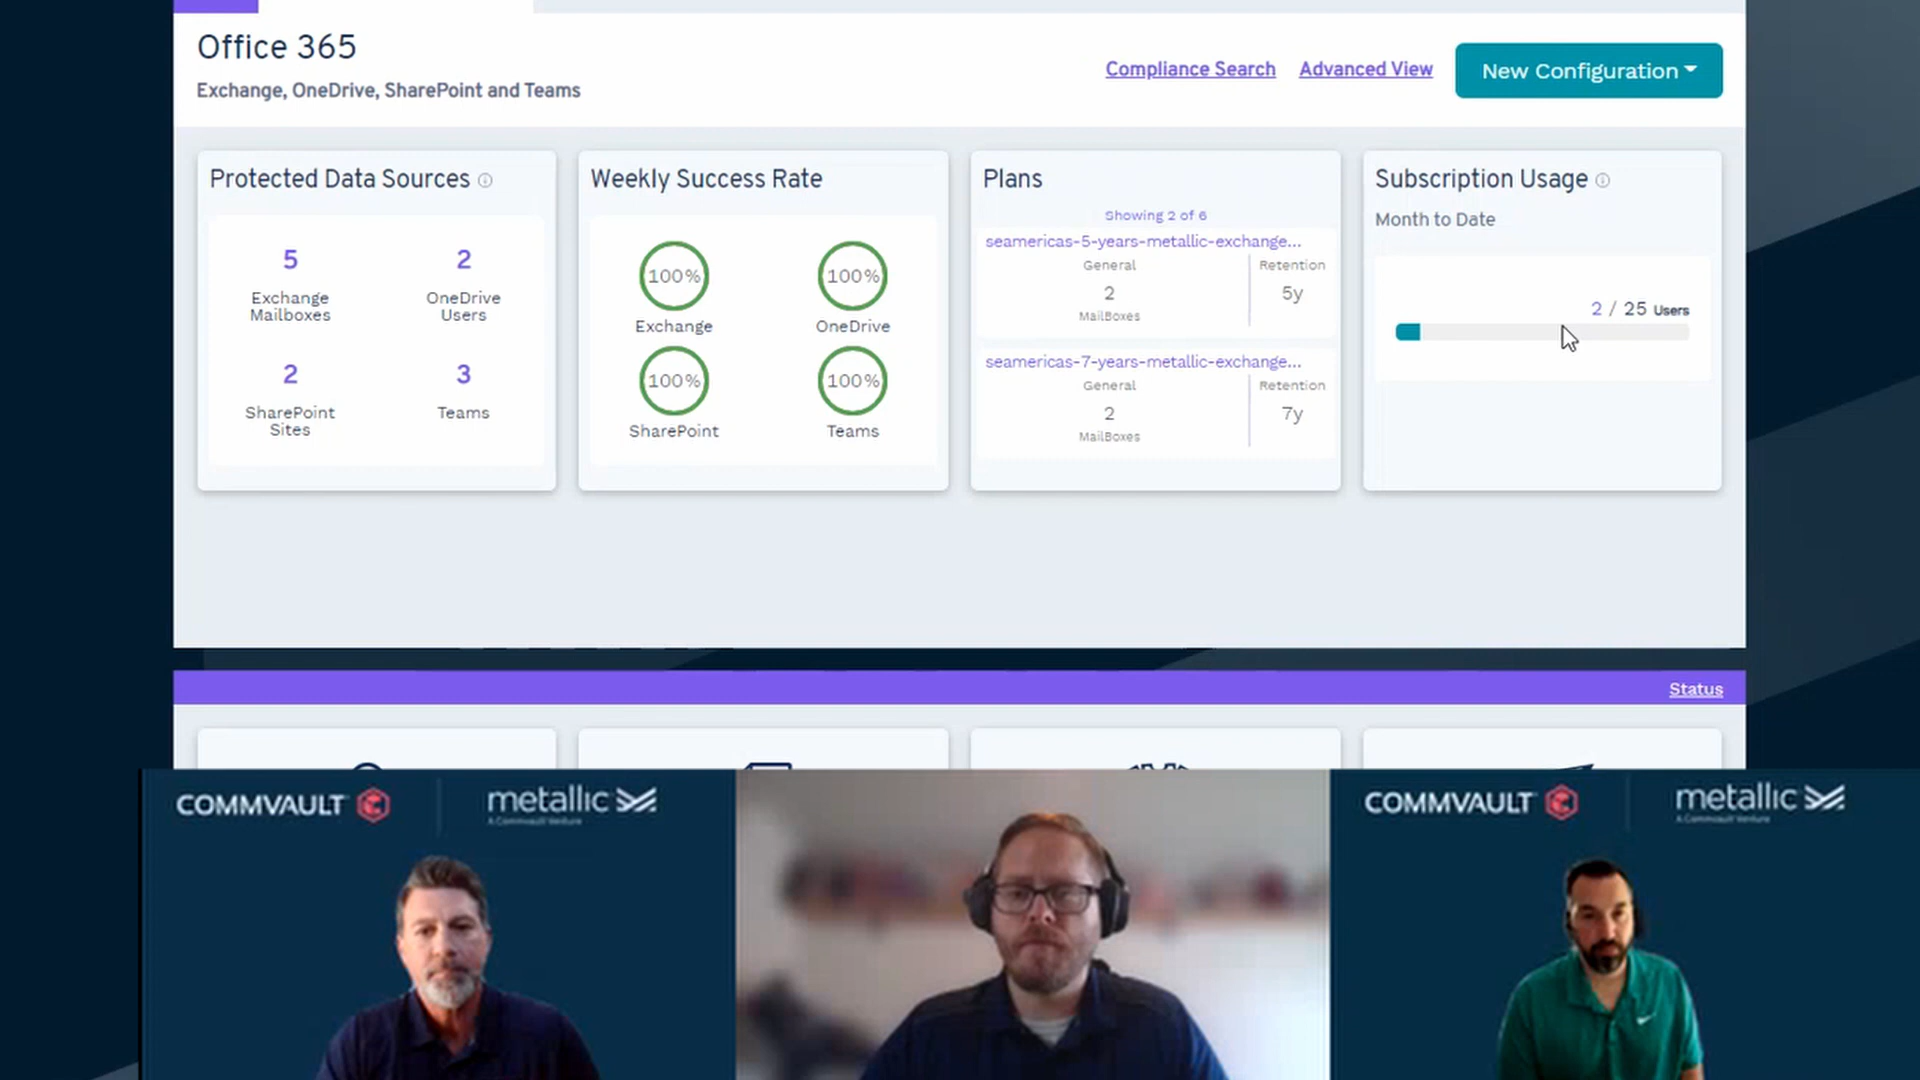 Office 365
Exchange, OneDrive, SharePoint and Teams
Compliance Search
Advanced View
New Configuration
Protected Data Sources
5
Exchange
Mailboxes
2
OneDrive
Users
2
SharePoint
Sites
3
Teams
Weekly Success Rate
100%
Exchange
100%
OneDrive
100%
SharePoint
100%
Teams
Plans
Showing 2 of 6
seamericas-5-years-metallic-exchange...
General
2
MailBoxes
Retention
5y
seamericas-7-years-metallic-exchange...
General
2
MailBoxes
Retention
7y
Subscription Usage
Month to Date
2 / 25 Users
Status
COMMVAULT
metallic
A Commvault Venture
COMMVAULT
metallic
A Commvault Venture